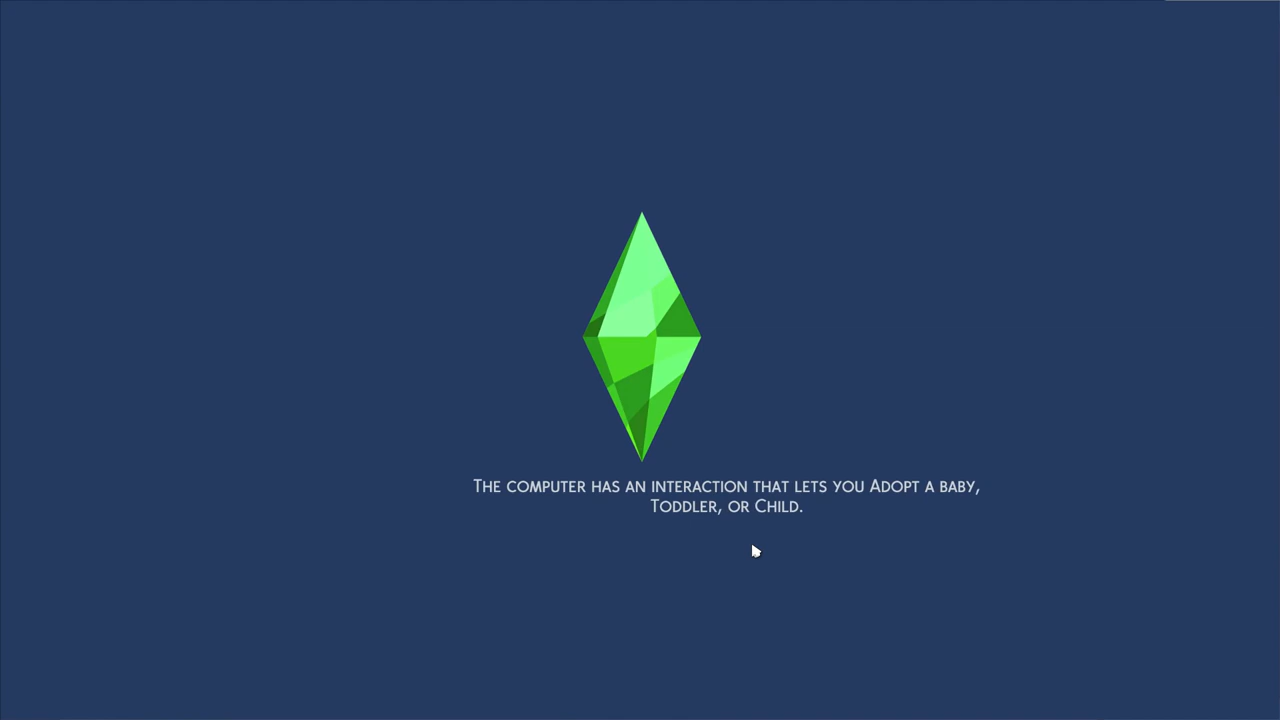 The computer has an interaction that lets you Adopt a baby,
Toddler, or Child.